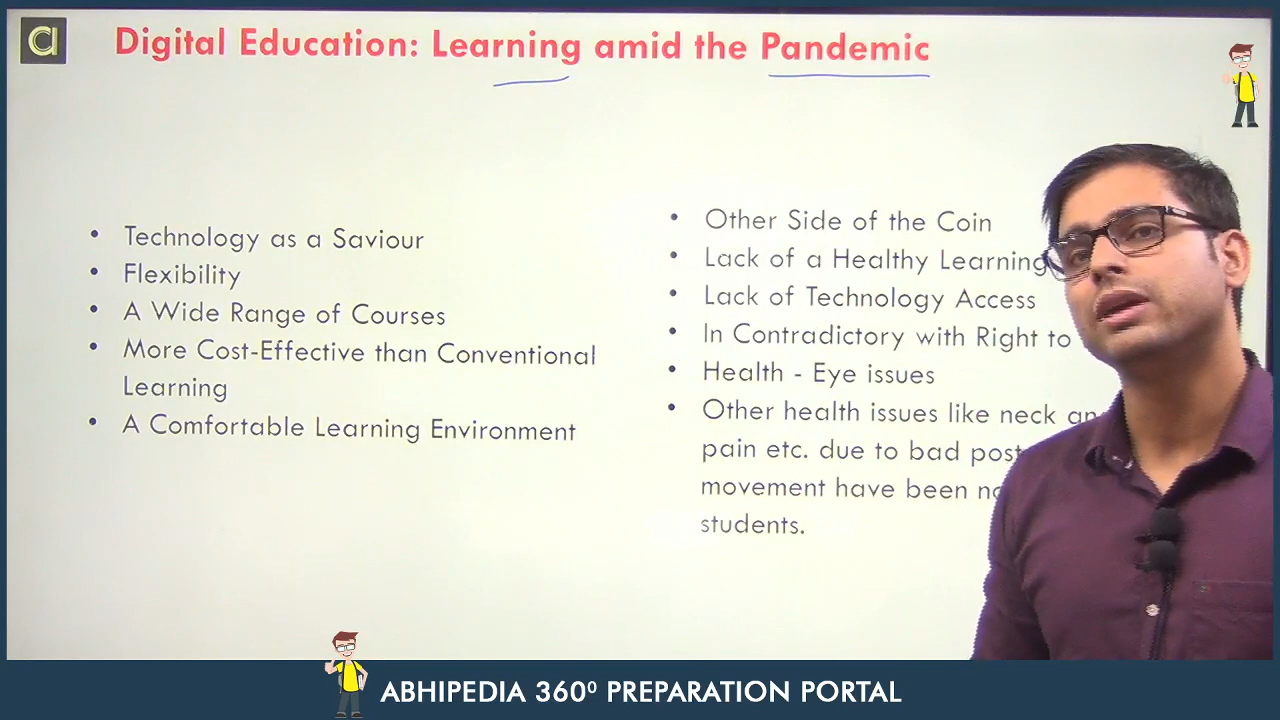 Digital Education: Learning amid the Pandemic
• Technology as a Saviour
• Flexibility
• A Wide Range of Courses
• More Cost-Effective than Conventional
Learning
• A Comfortable Learning Environment
• Other Side of the Coin
• Lack of a Healthy Learning
• Lack of Technology Access
• In Contradictory with Right to
• Health - Eye issues
• Other health issues like neck
pain etc. due to bad
movement have been
students.
ABHIPEDIA 360⁰ PREPARATION PORTAL